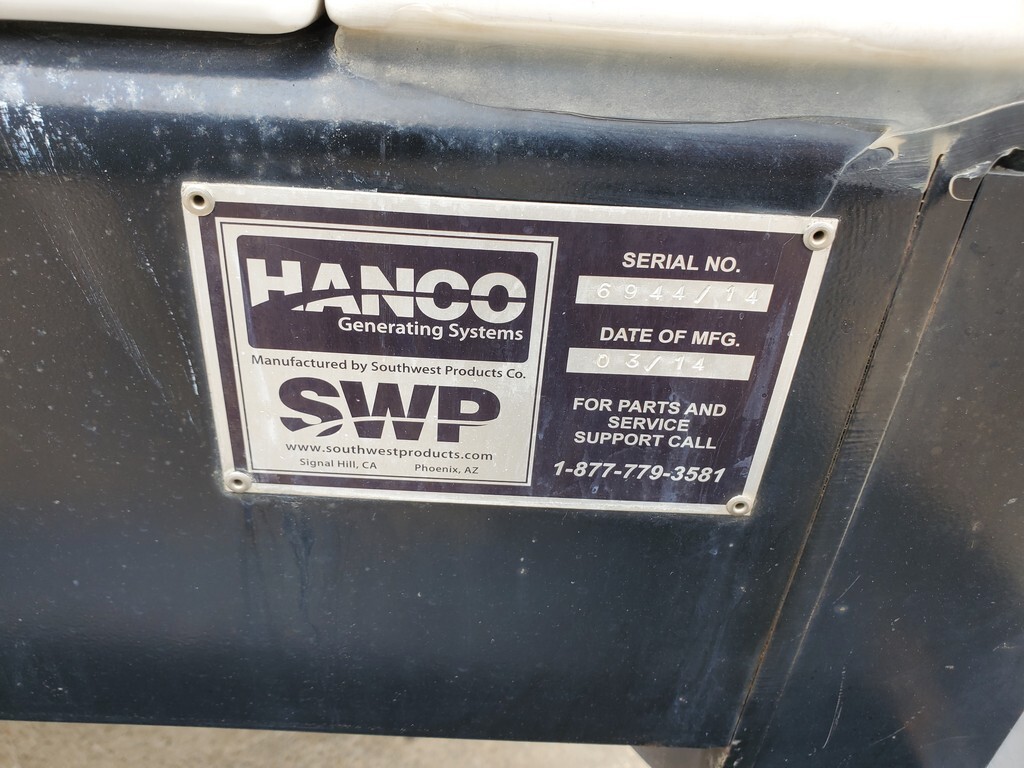 HANCO
Generating Systems
Manufactured by Southwest Products Co.
SWP
www.southwestproducts.com
Signal Hill, CA Phoenix, AZ
SERIAL NO.
6944/14
DATE OF MFG.
03/14
FOR PARTS AND
SERVICE
SUPPORT CALL
1-877-779-3581